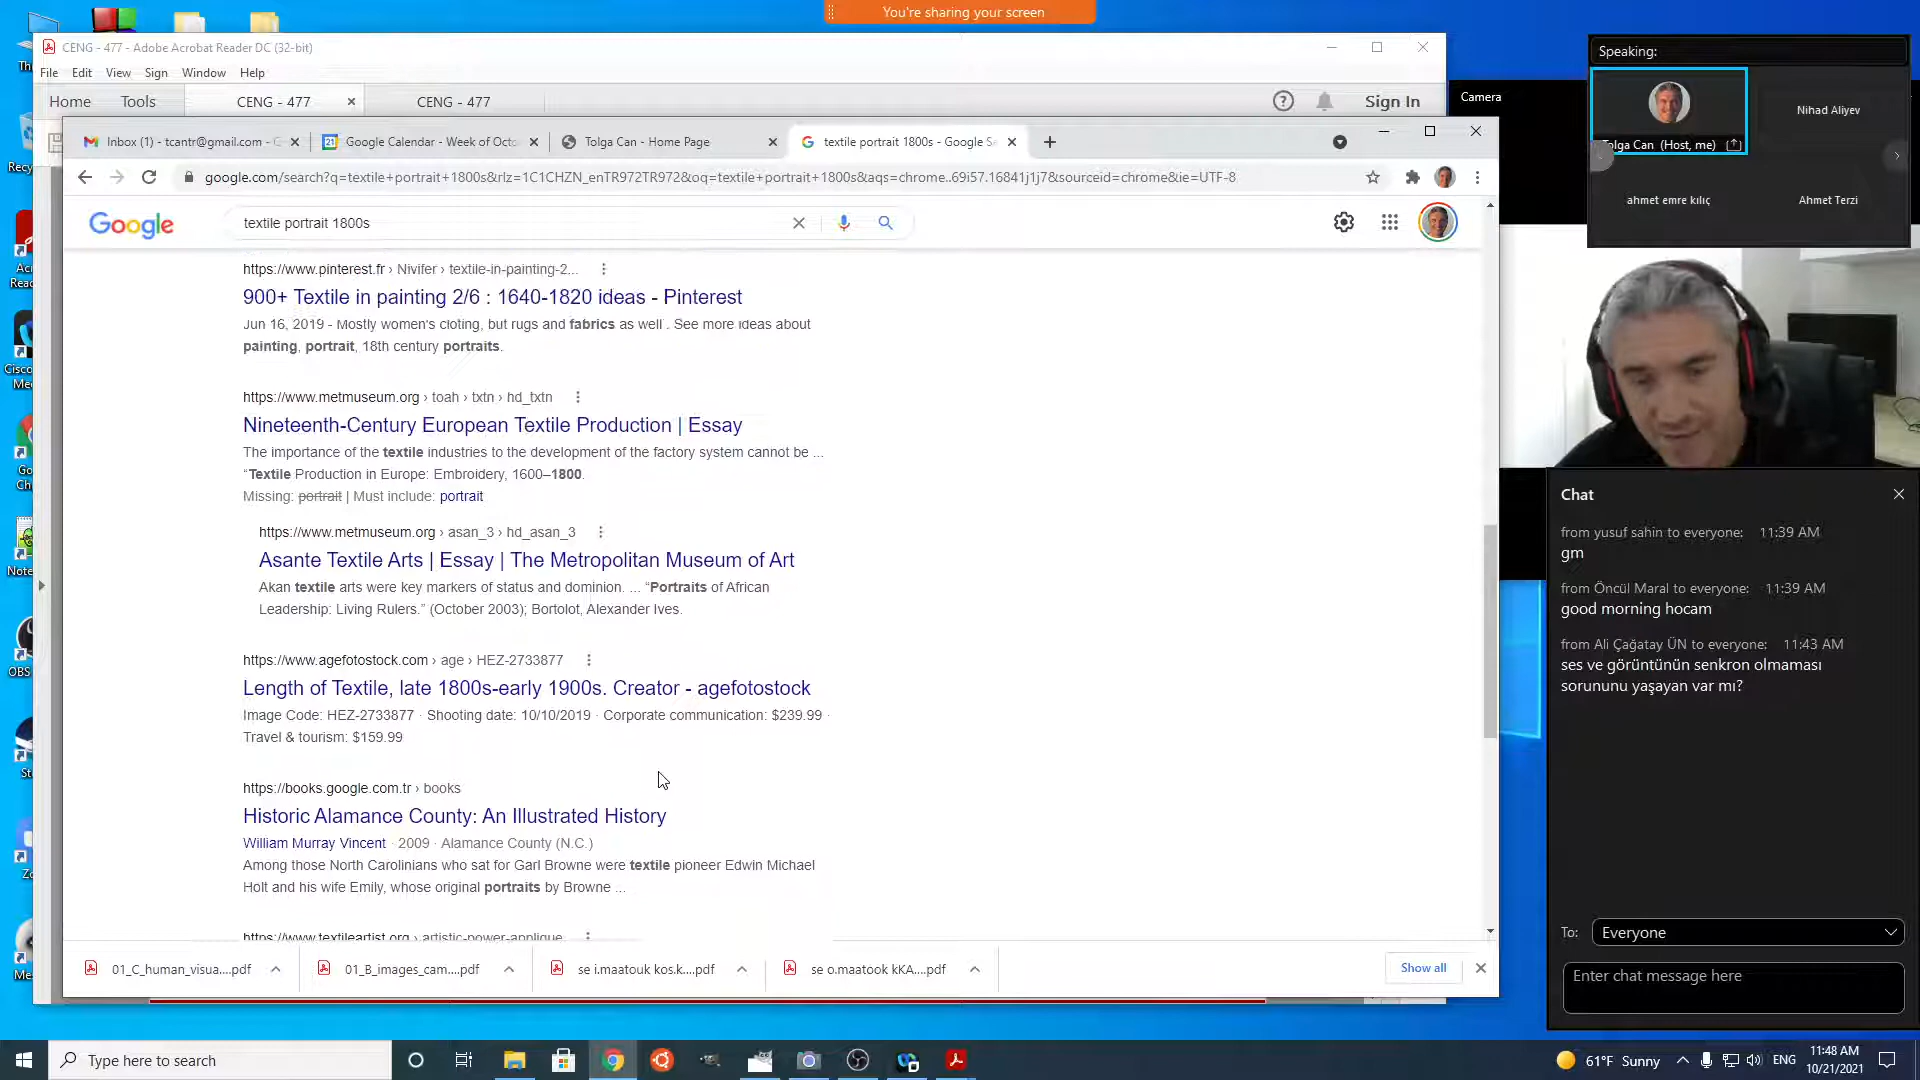 You're sharing your screen
CENG - 477 - Adobe Acrobat Reader DC (32-bit)
File Edit View Sign Window Help
Home Tools CENG - 477 CENG - 477 Sign In
Inbox (1) - tcantr@gmail.com - G
Google Calendar - Week of Octo
Tolga Can - Home Page
textile portrait 1800s - Google Se
google.com/search?q=textile+portrait+1800s&rlz=1C1CHZN_enTR972TR972&oq=textile+portrait+1800s&aqs=chrome..69i57.16841j1j7&sourceid=chrome&ie=UTF-8
Google
textile portrait 1800s
https://www.pinterest.fr › Nivifer › textile-in-painting-2...
900+ Textile in painting 2/6 : 1640-1820 ideas - Pinterest
Jun 16, 2019 - Mostly women's cloting, but rugs and fabrics as well . See more ideas about
painting, portrait, 18th century portraits.
https://www.metmuseum.org › toah › txtn › hd_txtn
Nineteenth-Century European Textile Production | Essay
The importance of the textile industries to the development of the factory system cannot be ...
“Textile Production in Europe: Embroidery, 1600–1800.
Missing: portrait | Must include: portrait
https://www.metmuseum.org › asan_3 › hd_asan_3
Asante Textile Arts | Essay | The Metropolitan Museum of Art
Akan textile arts were key markers of status and dominion. ... “Portraits of African
Leadership: Living Rulers.” (October 2003); Bortolot, Alexander Ives.
https://www.agefotostock.com › age › HEZ-2733877
Length of Textile, late 1800s-early 1900s. Creator - agefotostock
Image Code: HEZ-2733877 · Shooting date: 10/10/2019 · Corporate communication: $239.99 ·
Travel & tourism: $159.99
https://books.google.com.tr › books
Historic Alamance County: An Illustrated History
William Murray Vincent · 2009 · Alamance County (N.C.)
Among those North Carolinians who sat for Garl Browne were textile pioneer Edwin Michael
Holt and his wife Emily, whose original portraits by Browne ...
https://www.textileartist.org › artistic-power-applique
01_C_human_visua....pdf
01_B_images_cam....pdf
se i.maatouk kos.k....pdf
se o.maatook kKA....pdf
Show all
Camera
Speaking:
Tolga Can (Host, me)
Nihad Aliyev
ahmet emre kılıç
Ahmet Terzi
Chat
from yusuf sahin to everyone: 11:39 AM
gm
from Öncül Maral to everyone: 11:39 AM
good morning hocam
from Ali Çağatay ÜN to everyone: 11:43 AM
ses ve görüntünün senkron olmaması
sorununu yaşayan var mı?
To: Everyone
Enter chat message here
Type here to search
61°F Sunny
ENG
11:48 AM
10/21/2021